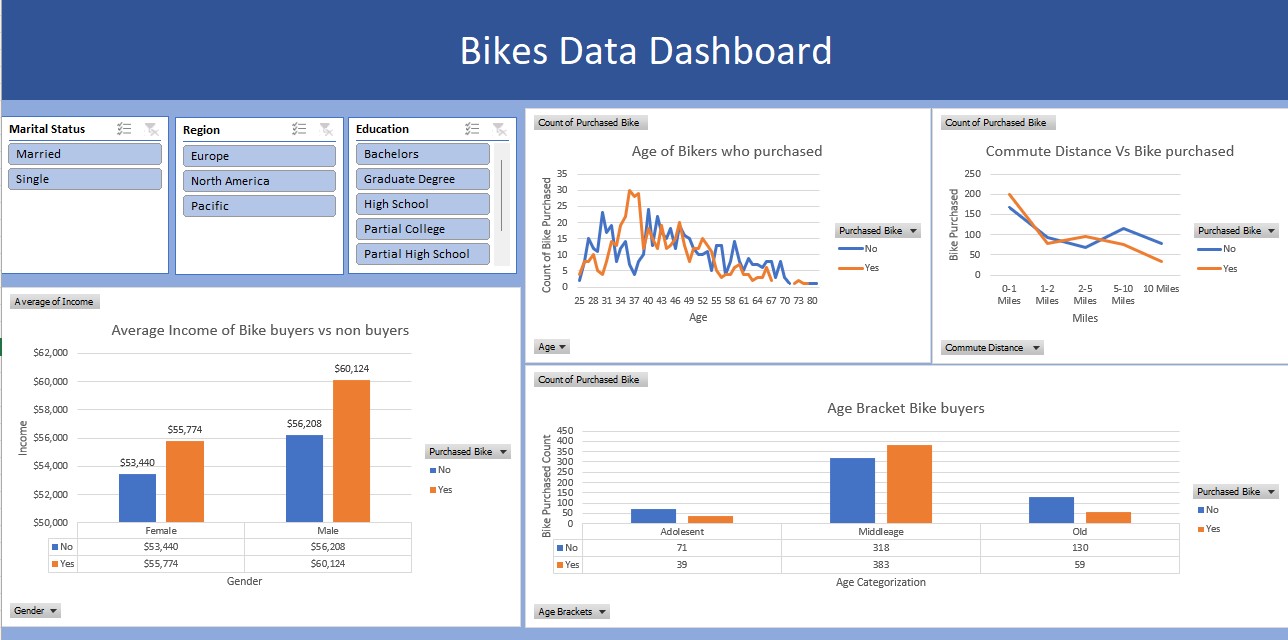 Bikes Data Dashboard
Marital Status
Married
Single
Region
Europe
North America
Pacific
Education
Bachelors
Graduate Degree
High School
Partial College
Partial High School
Count of Purchased Bike
Age of Bikers who purchased
Count of Bike Purchased
35
30
25
20
15
10
5
0
25 28 31 34 37 40 43 46 49 52 55 58 61 64 67 70 73 80
Age
Purchased Bike
No
Yes
Age
Count of Purchased Bike
Commute Distance Vs Bike purchased
Bike Purchased
250
200
150
100
50
0
0-1 Miles
1-2 Miles
2-5 Miles
5-10 Miles
10 Miles
Miles
Purchased Bike
No
Yes
Commute Distance
Average of Income
Average Income of Bike buyers vs non buyers
Income
$62,000
$60,000
$58,000
$56,000
$54,000
$52,000
$50,000
$53,440
$55,774
$56,208
$60,124
Female Male
No $53,440 $56,208
Yes $55,774 $60,124
Gender
Purchased Bike
No
Yes
Gender
Count of Purchased Bike
Age Bracket Bike buyers
Bike Purchased Count
450
400
350
300
250
200
150
100
50
0
Adolesent Middleage Old
No 71 318 130
Yes 39 383 59
Age Categorization
Purchased Bike
No
Yes
Age Brackets